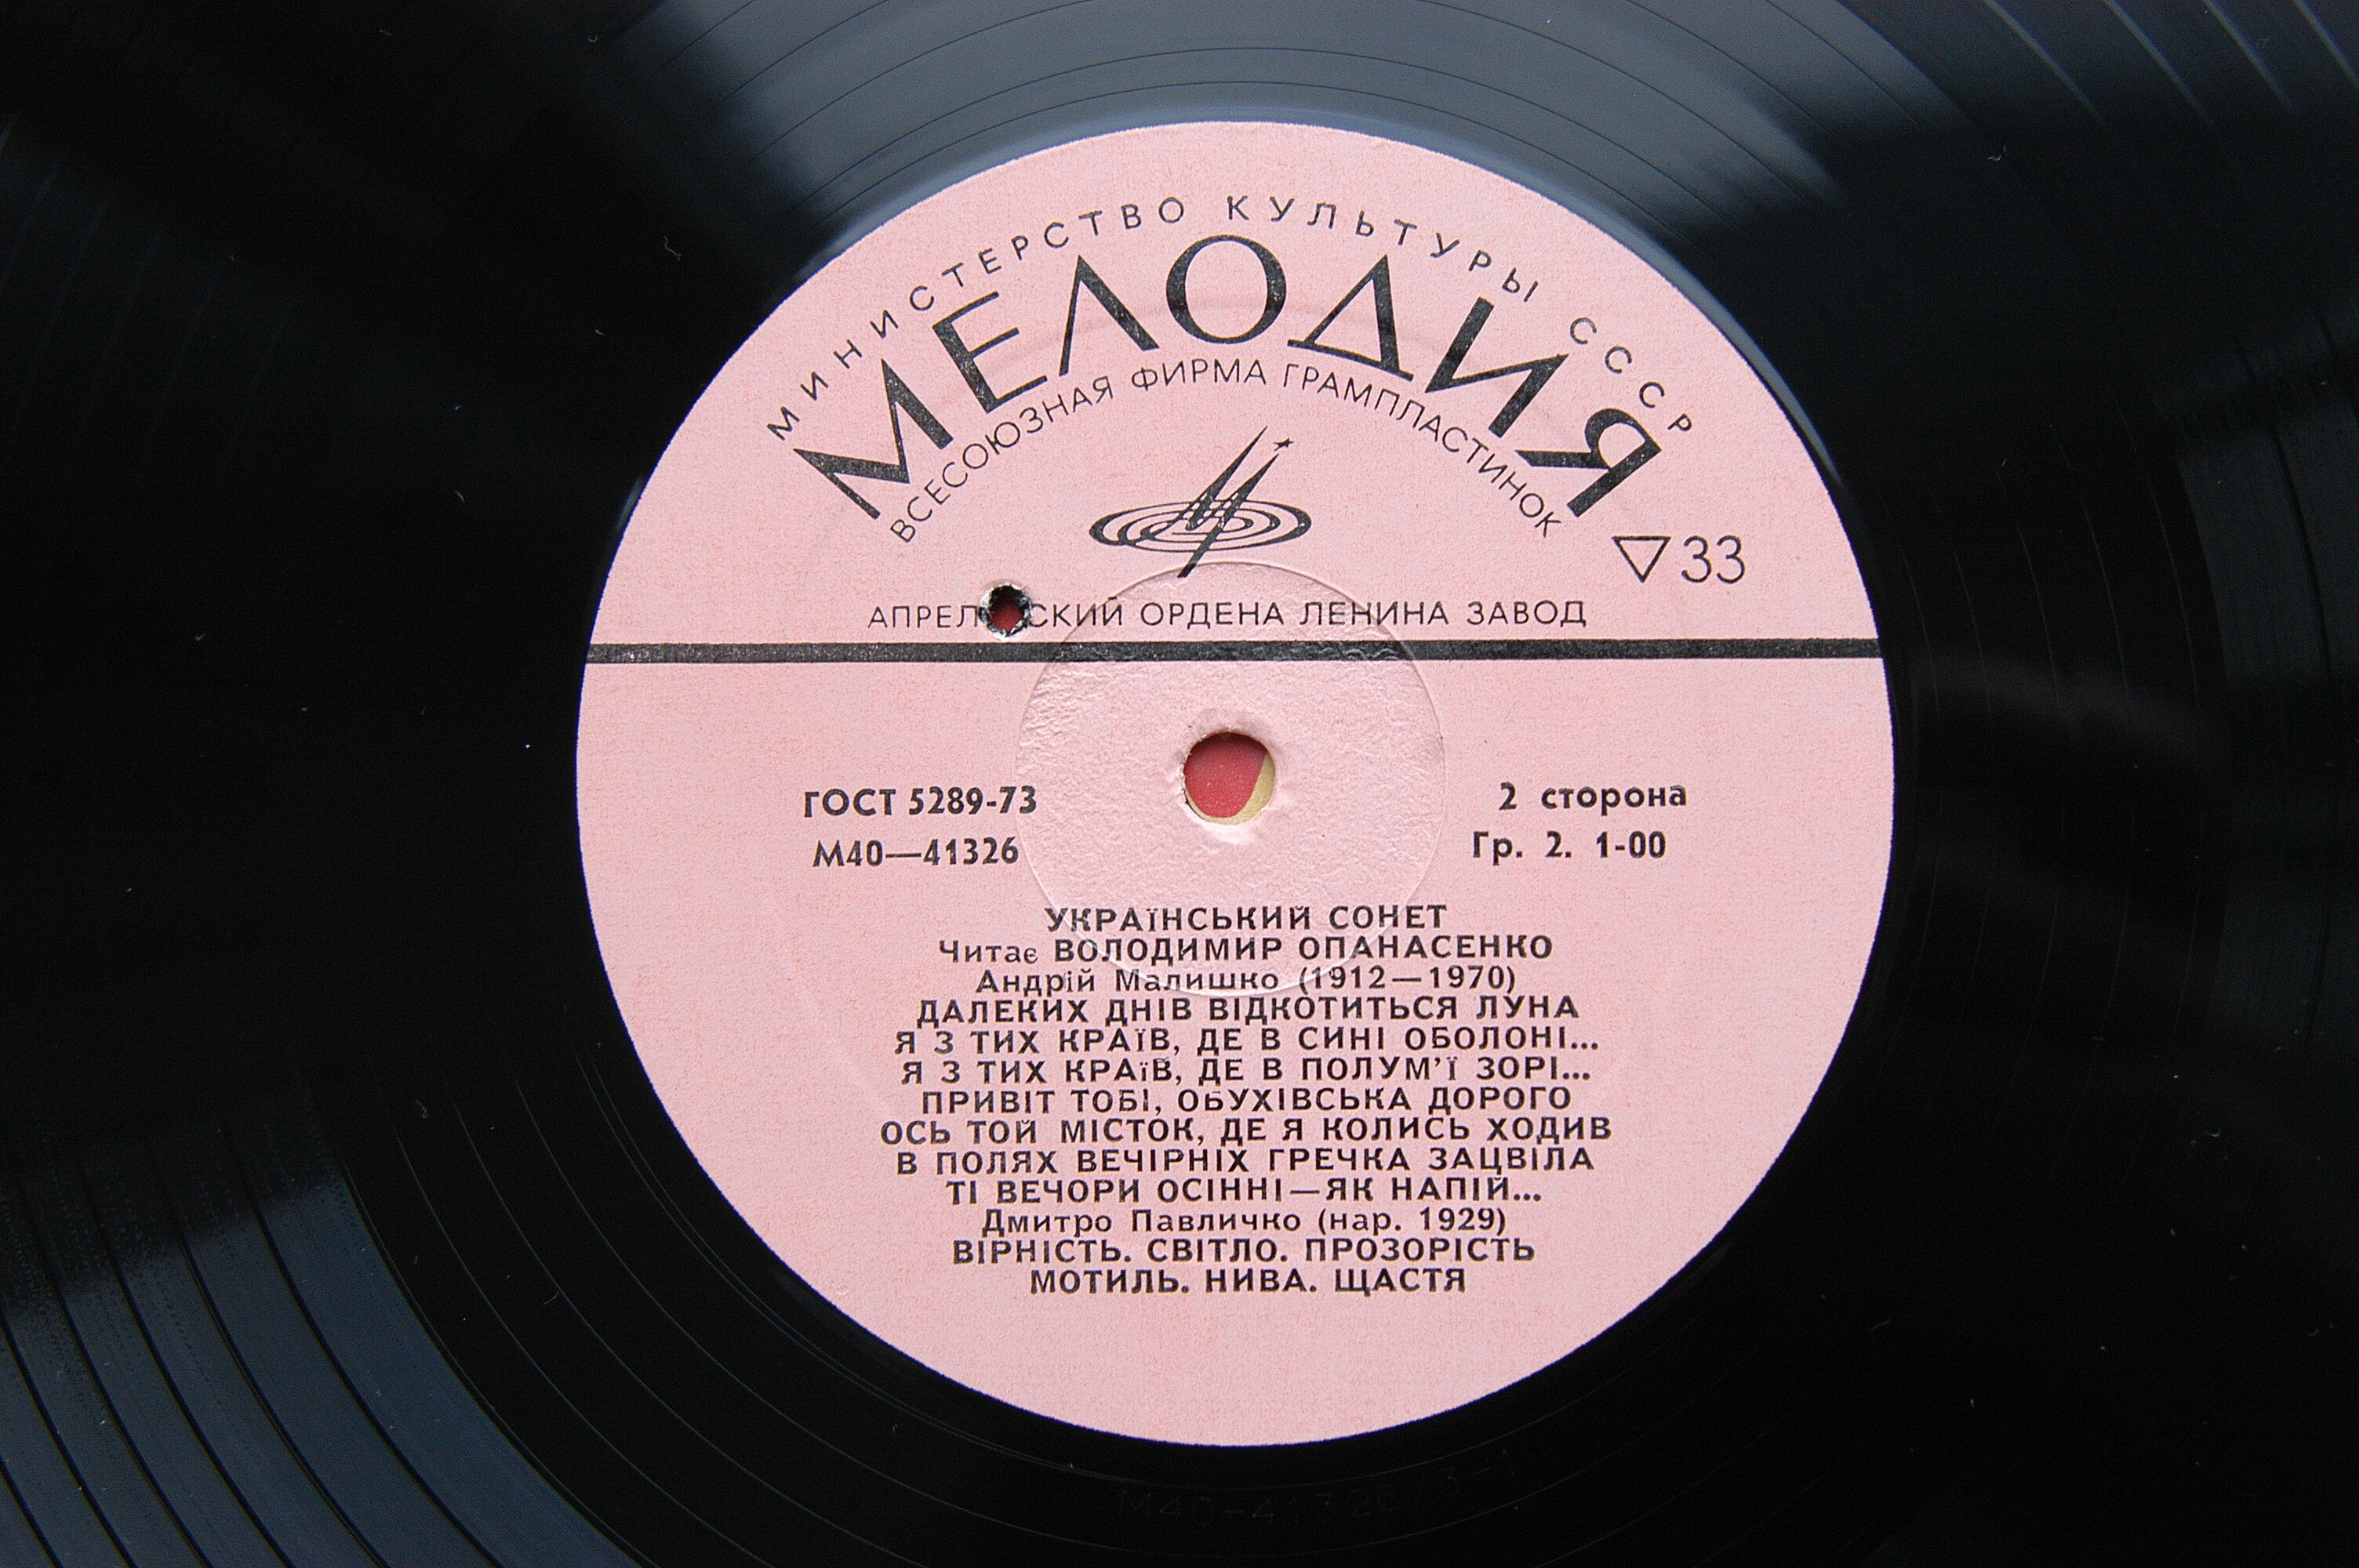 МИНИСТЕРСТВО КУЛЬТУРЫ СССР
МЕЛОДИЯ
ВСЕСОЮЗНАЯ ФИРМА ГРАМПЛАСТИНОК
▽33
ОРДЕНА ЛЕНИНА ЗАВОД
ГОСТ 5289-73
2 сторона
М40—41326
Гр. 2. 1-00
УКРАЇНСЬКИЙ СОНЕТ
Читає ВОЛОДИМИР ОПАНАСЕНКО
Андрій Малишко (1912—1970)
ДАЛЕКИХ ДНІВ ВІДКОТИТЬСЯ ЛУНА
Я З ТИХ КРАЇВ, ДЕ В СИНІ ОБОЛОНІ...
Я З ТИХ КРАЇВ, ДЕ В ПОЛУМ’Ї ЗОРІ...
ПРИВІТ ТОБІ, ОБУХІВСЬКА ДОРОГО
ОСЬ ТОЙ МІСТОК, ДЕ Я КОЛИСЬ ХОДИВ
В ПОЛЯХ ВЕЧІРНІХ ГРЕЧКА ЗАЦВІЛА
ТІ ВЕЧОРИ ОСІННІ—ЯК НАПІЙ...
Дмитро Павличко (нар. 1929)
ВІРНІСТЬ. СВІТЛО. ПРОЗОРІСТЬ
МОТИЛЬ. НИВА. ЩАСТЯ